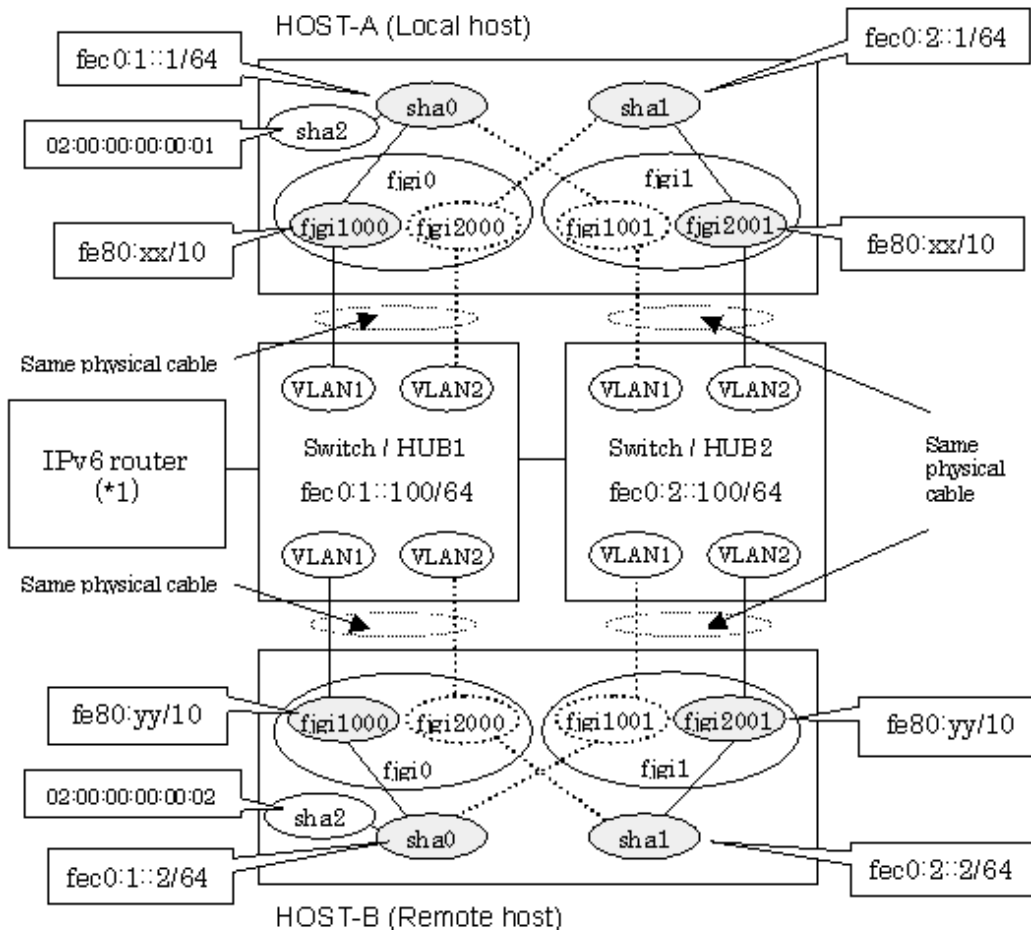 HOST-A (Local host)
fec0:1::1/64
fec0:2::1/64
sha0
sha1
sha2
02:00:00:00:00:01
fjgi0
fjgi1
fjgi1000
fjgi2000
fjgi1001
fjgi2001
fe80:xx/10
fe80:xx/10
Same physical cable
VLAN1
VLAN2
VLAN1
VLAN2
IPv6 router
(*1)
Switch / HUB1
fec0:1::100/64
Switch / HUB2
fec0:2::100/64
Same
physical
cable
VLAN1
VLAN2
VLAN1
VLAN2
Same physical cable
fe80:yy/10
fjgi1000
fjgi2000
fjgi1001
fjgi2001
fe80:yy/10
fjgi0
fjgi1
02:00:00:00:00:02
sha2
sha0
sha1
fec0:1::2/64
fec0:2::2/64
HOST-B (Remote host)